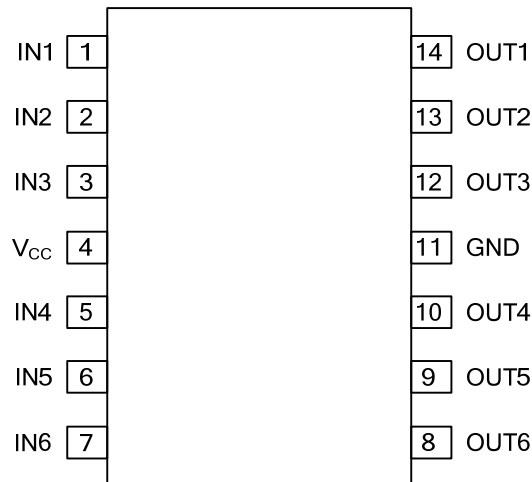 IN1 1 14 OUT1
IN2 2 13 OUT2
IN3 3 12 OUT3
VCC 4 11 GND
IN4 5 10 OUT4
IN5 6 9 OUT5
IN6 7 8 OUT6